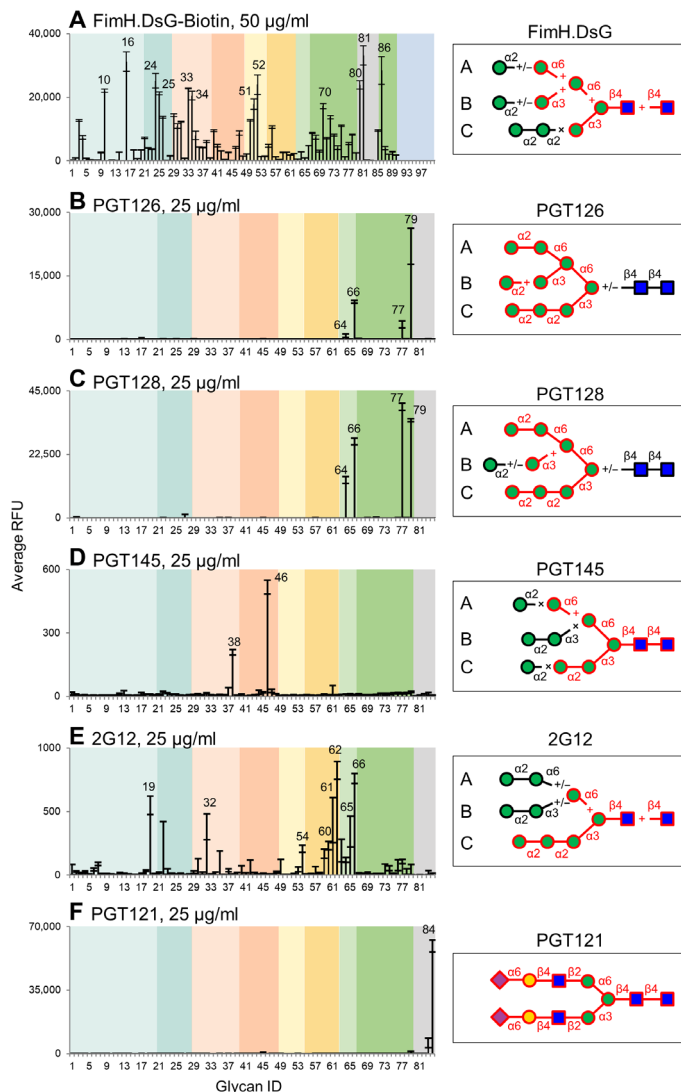 A FimH.DsG-Biotin, 50 µg/ml
40,000
30,000
20,000
10,000
0
10 16 24 25 33 34 51 52 70 80 81 86
1 5 9 13 17 21 25 29 33 37 41 45 49 53 57 61 65 69 73 77 81 85 89 93 97
FimH.DsG
A α2 +/− α6 + α6
B α2 +/− α3 + + β4 + β4
C α2 α2 × α3
B PGT126, 25 µg/ml
30,000
15,000
0
64 66 77 79
1 5 9 13 17 21 25 29 33 37 41 45 49 53 57 61 65 69 73 77 81
PGT126
A α2 α6 α6
B α2 + α3 +/− β4 β4
C α2 α2 α3
C PGT128, 25 µg/ml
45,000
22,500
0
64 66 77 79
1 5 9 13 17 21 25 29 33 37 41 45 49 53 57 61 65 69 73 77 81
PGT128
A α2 α6 α6
B α2 +/− α3 + +/− β4 β4
C α2 α2 α3
Average RFU
D PGT145, 25 µg/ml
600
300
0
38 46
1 5 9 13 17 21 25 29 33 37 41 45 49 53 57 61 65 69 73 77 81
PGT145
A α2 × α6 + α6
B α2 α3 × β4 β4
C α2 × α2 α3
E 2G12, 25 µg/ml
1000
500
0
19 32 54 60 61 62 65 66
1 5 9 13 17 21 25 29 33 37 41 45 49 53 57 61 65 69 73 77 81
2G12
A α2 α6 +/− α6
B α2 α3 +/− + β4 + β4
C α2 α2 α3
F PGT121, 25 µg/ml
70,000
35,000
0
84
1 5 9 13 17 21 25 29 33 37 41 45 49 53 57 61 65 69 73 77 81
Glycan ID
PGT121
α6 β4 β2 α6
β4 β4
α6 β4 β2 α3